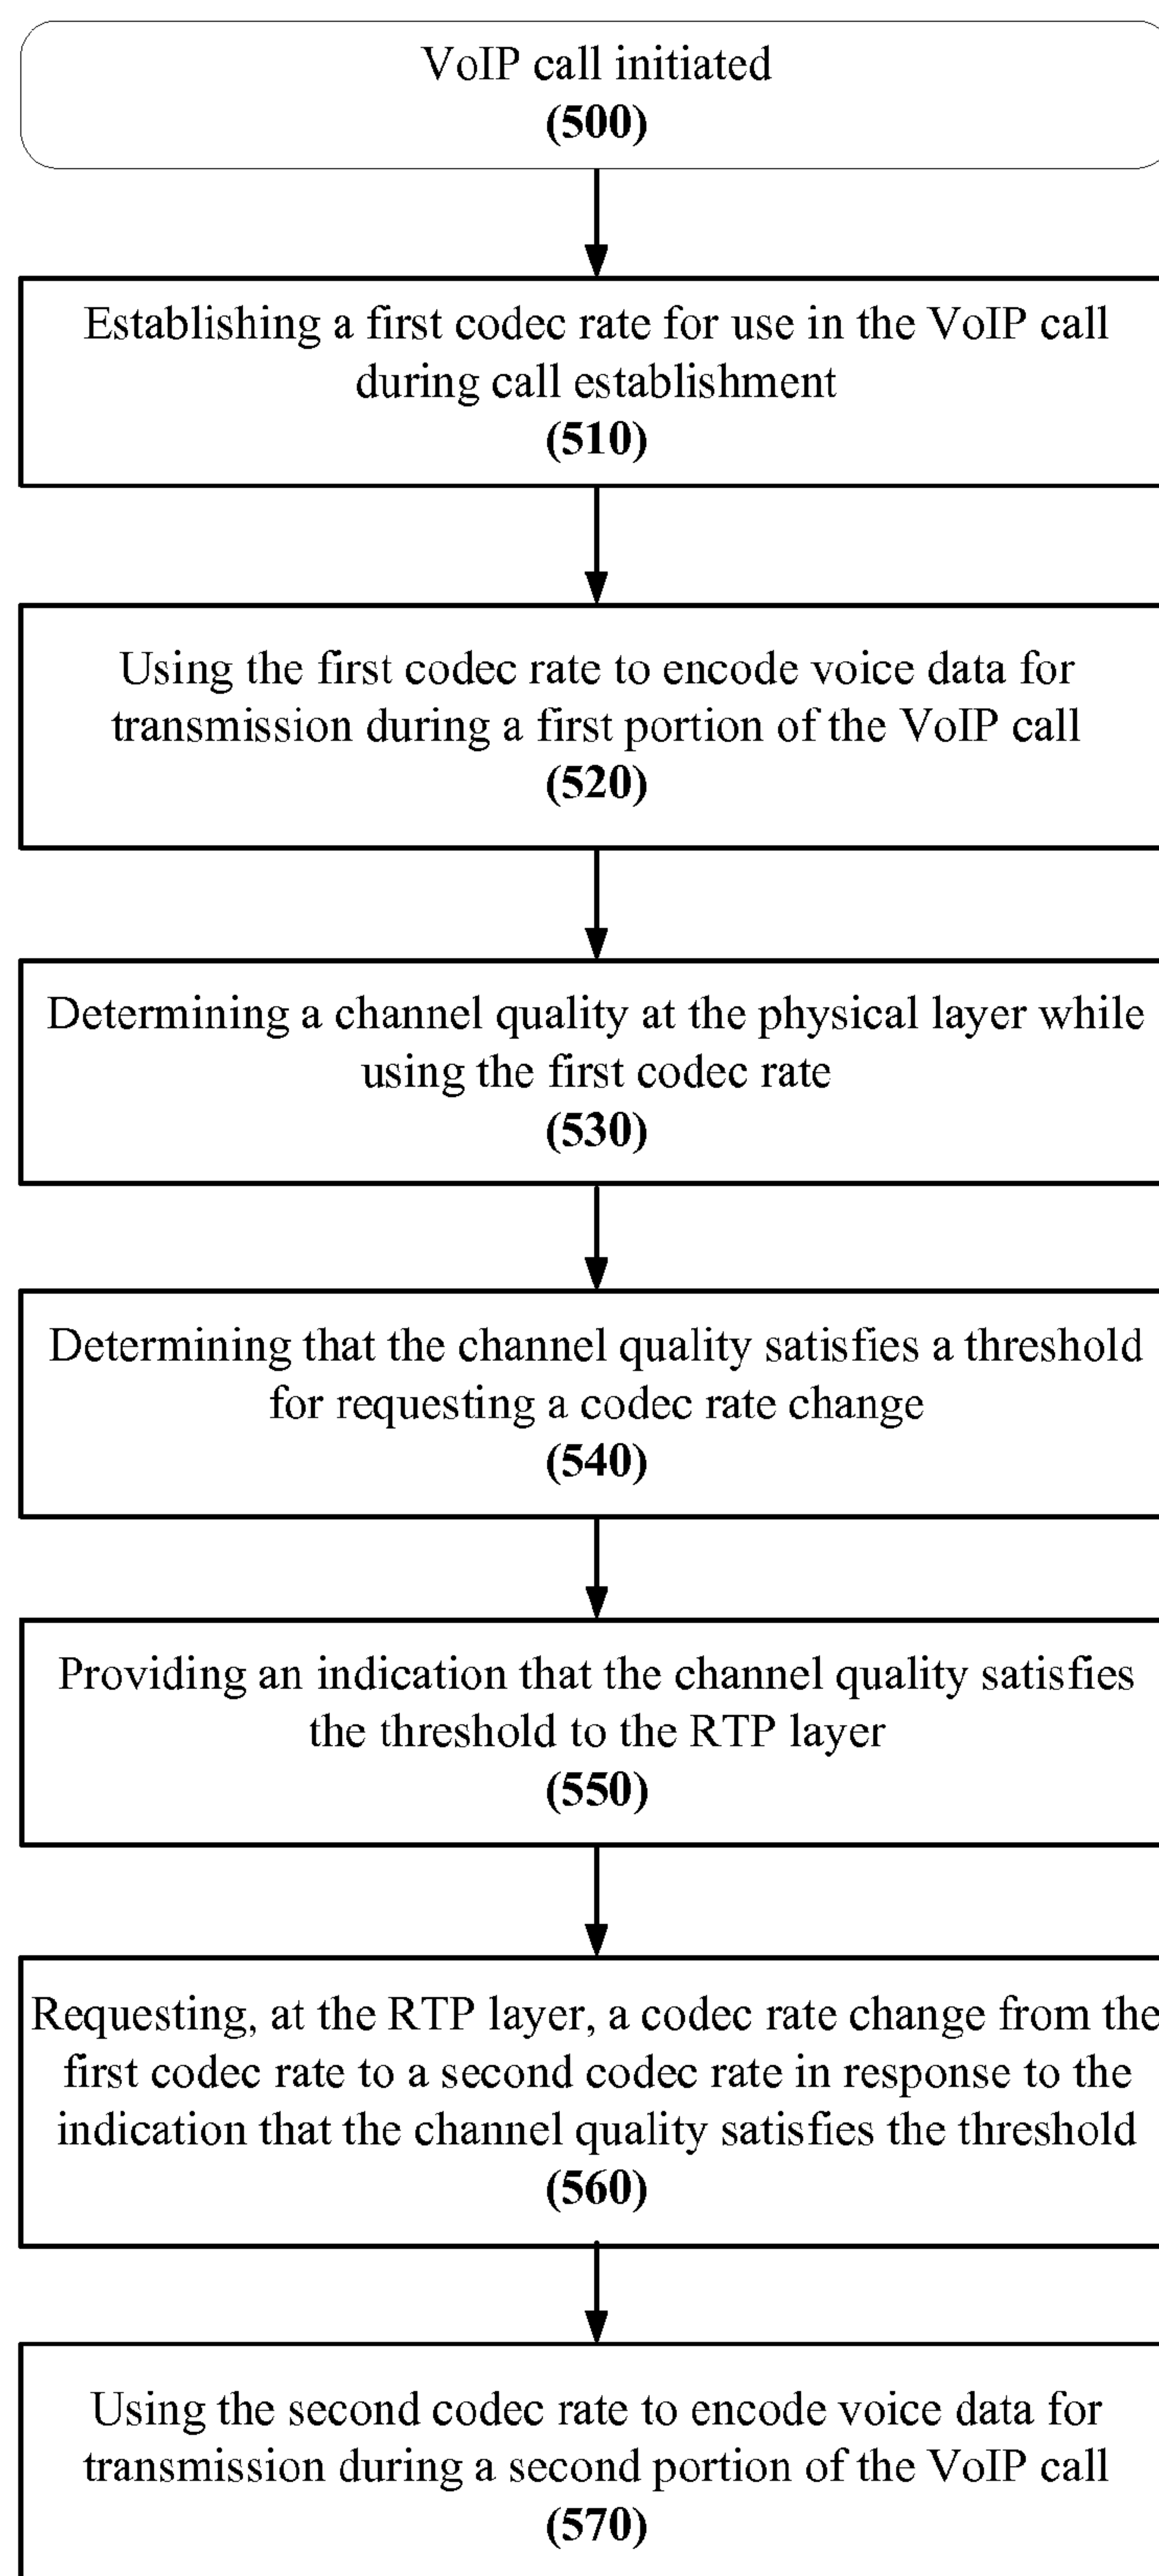 VoIP call initiated
(500)
Establishing a first codec rate for use in the VoIP call
during call establishment
(510)
Using the first codec rate to encode voice data for
transmission during a first portion of the VoIP call
(520)
Determining a channel quality at the physical layer while
using the first codec rate
(530)
Determining that the channel quality satisfies a threshold
for requesting a codec rate change
(540)
Providing an indication that the channel quality satisfies
the threshold to the RTP layer
(550)
Requesting, at the RTP layer, a codec rate change from the
first codec rate to a second codec rate in response to the
indication that the channel quality satisfies the threshold
(560)
Using the second codec rate to encode voice data for
transmission during a second portion of the VoIP call
(570)